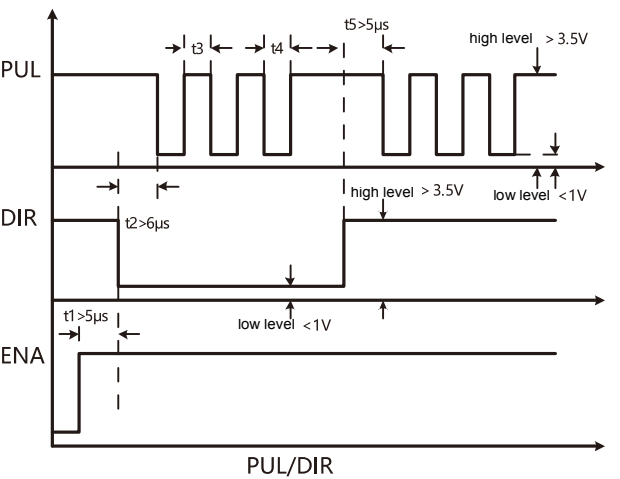 t5>5μs
high level > 3.5V
t3
t4
PUL
high level > 3.5V
low level <1V
DIR
t2>6μs
t1>5μs
low level <1V
ENA
PUL/DIR